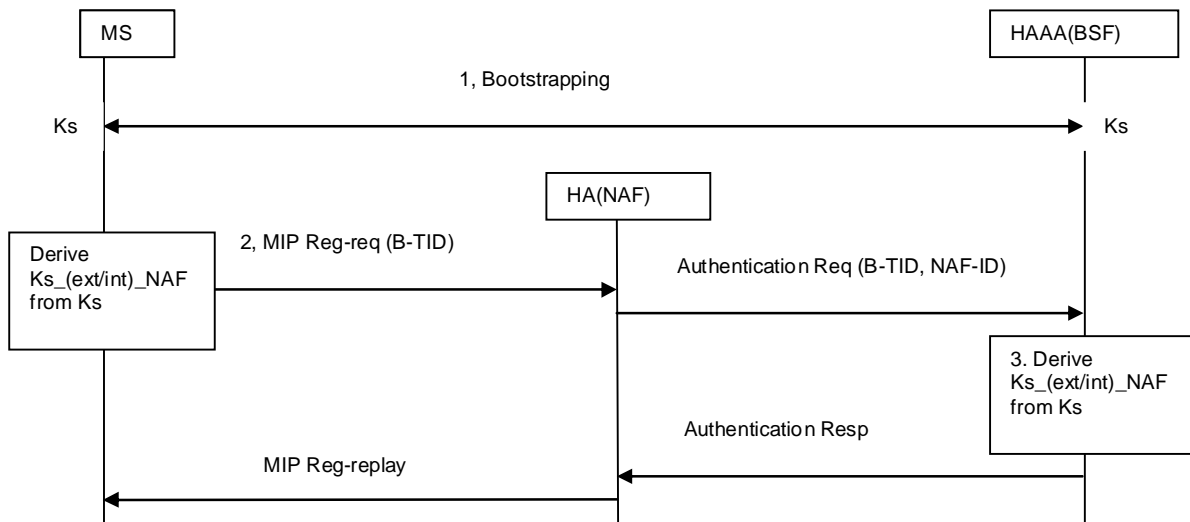 MS
HAAA(BSF)
1, Bootstrapping
Ks
Ks
HA(NAF)
Derive
Ks_(ext/int)_NAF
from Ks
2, MIP Reg-req (B-TID)
Authentication Req (B-TID, NAF-ID)
3. Derive
Ks_(ext/int)_NAF
from Ks
Authentication Resp
MIP Reg-replay